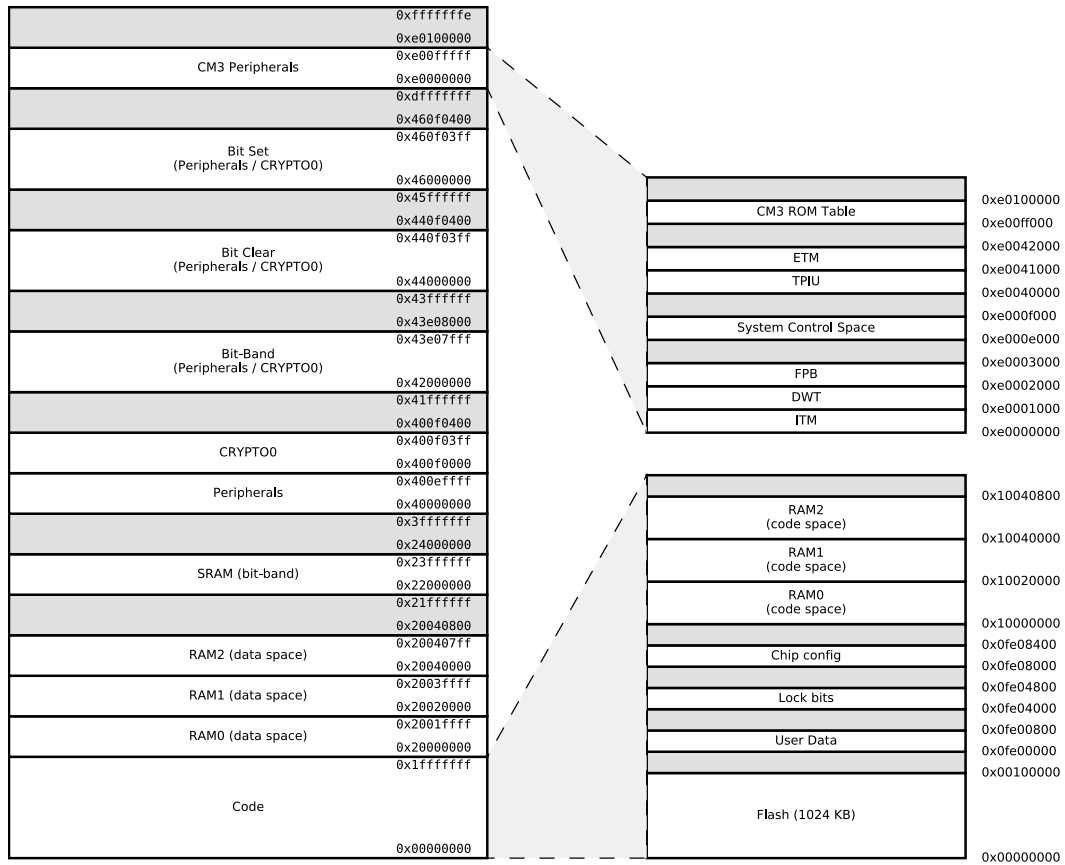 0xfffffffe
0xe0100000
0xe00fffff
CM3 Peripherals
0xe0000000
0xdfffffff
0x460f0400
0x460f03ff
Bit Set
(Peripherals / CRYPTO0)
0x46000000
0x45ffffff
0x440f0400
0x440f03ff
Bit Clear
(Peripherals / CRYPTO0)
0x44000000
0x43ffffff
0x43e08000
0x43e07fff
Bit-Band
(Peripherals / CRYPTO0)
0x42000000
0x41ffffff
0x400f0400
0x400f03ff
CRYPTO0
0x400f0000
0x400effff
Peripherals
0x40000000
0x3fffffff
0x24000000
0x23ffffff
SRAM (bit-band)
0x22000000
0x21ffffff
0x20040800
0x200407ff
RAM2 (data space)
0x20040000
0x2003ffff
RAM1 (data space)
0x20020000
0x2001ffff
RAM0 (data space)
0x20000000
0x1fffffff
Code
0x00000000
0xe0100000
CM3 ROM Table
0xe00ff000
0xe0042000
ETM
0xe0041000
TPIU
0xe0040000
0xe000f000
System Control Space
0xe000e000
0xe0003000
FPB
0xe0002000
DWT
0xe0001000
ITM
0xe0000000
0x10040800
RAM2
(code space)
0x10040000
RAM1
(code space)
0x10020000
RAM0
(code space)
0x10000000
0x0fe08400
Chip config
0x0fe08000
0x0fe04800
Lock bits
0x0fe04000
0x0fe00800
User Data
0x0fe00000
0x00100000
Flash (1024 KB)
0x00000000